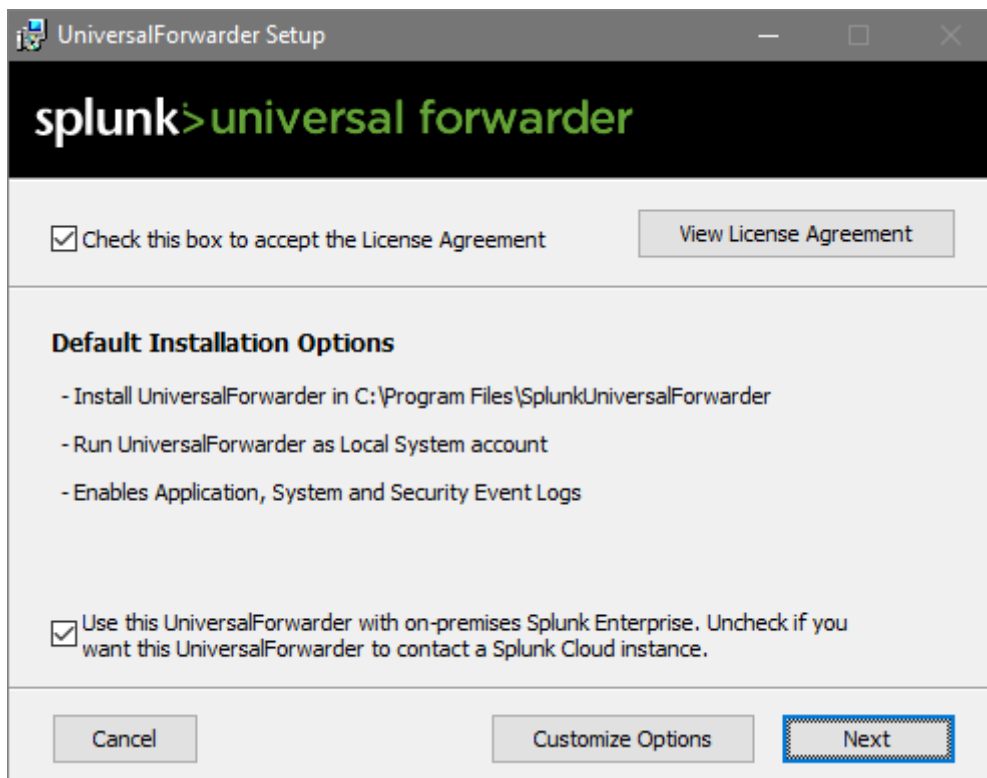 UniversalForwarder Setup
splunk>universal forwarder
Check this box to accept the License Agreement
View License Agreement
Default Installation Options
- Install UniversalForwarder in C:\Program Files\SplunkUniversalForwarder
- Run UniversalForwarder as Local System account
- Enables Application, System and Security Event Logs
Use this UniversalForwarder with on-premises Splunk Enterprise. Uncheck if you
want this UniversalForwarder to contact a Splunk Cloud instance.
Cancel
Customize Options
Next